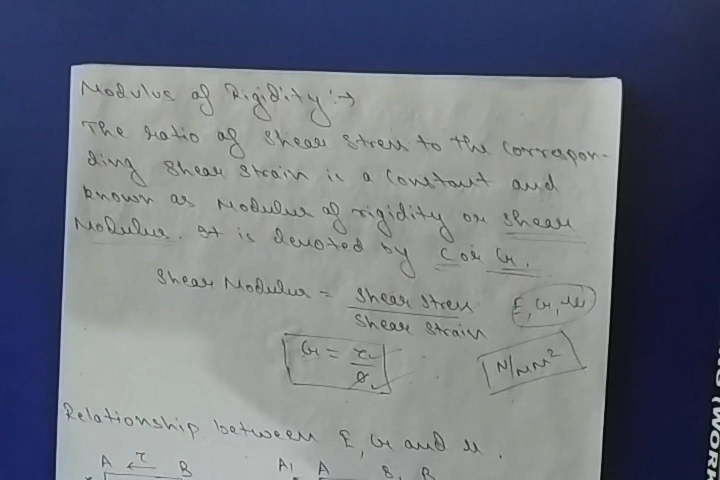 Modulus of Rigidity :→
The ratio of shear stress to the correspon-
ding shear strain is a constant and
known as Modulus of rigidity or shear
Modulus. It is denoted by C or G.
Shear Modulus = Shear Stress / Shear Strain
E, G, μ
G = τ / φ
N/mm²
Relationship between E, G and μ.
A ← τ B A1 A B1 B